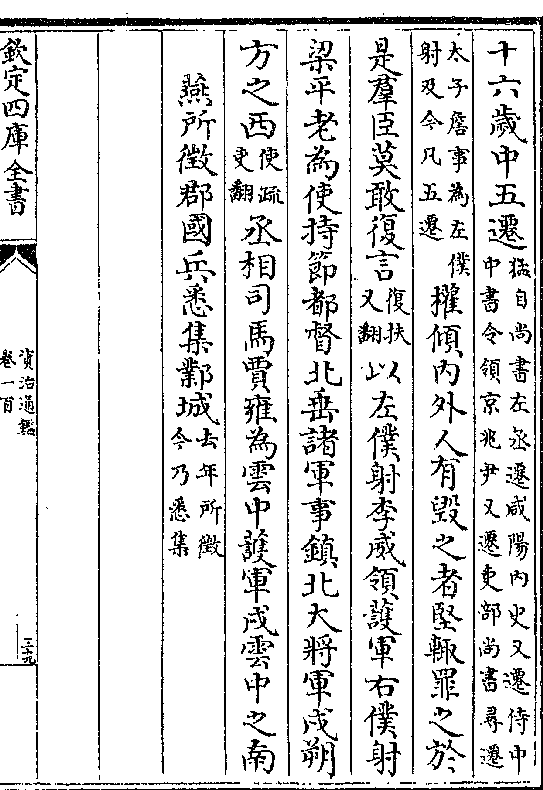 十六歲中五遷猛自尚書左丞遷咸陽内史又遷侍中中書令領京兆尹又遷吏部尚書尋遷
太子詹事為左僕射及今凡五遷權傾内外人有毁之者堅輒罪之於
是羣臣莫敢復言復扶又翻以左僕射李威領護軍右僕射
梁平老為使持節都督北垂諸軍事鎮北大將軍戍朔
方之西使疏吏翻丞相司馬賈雍為雲中護軍戍雲中之南
燕所徵郡國兵悉集鄴城去年所徵今乃悉集
欽定四庫全書
資治通鑑
卷一百
三十九